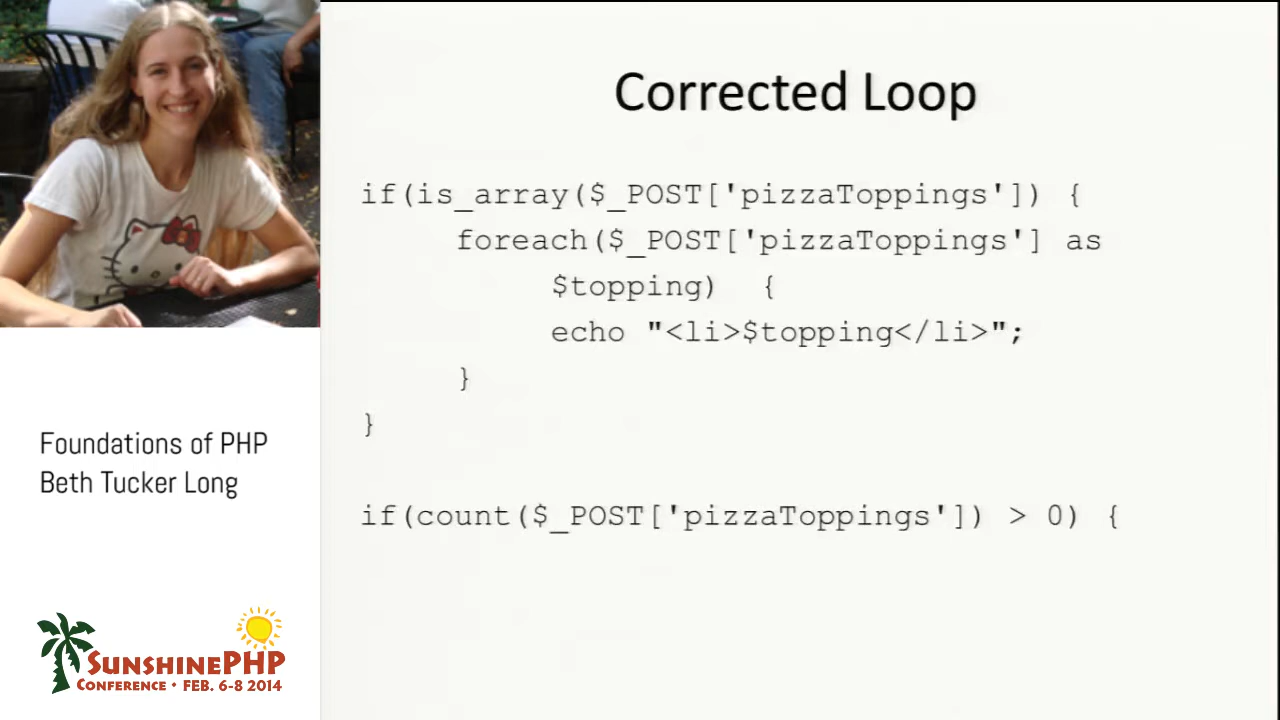 Corrected Loop
if(is_array($_POST['pizzaToppings']) {
foreach($_POST['pizzaToppings'] as
$topping) {
echo "<li>$topping</li>";
}
}
if(count($_POST['pizzaToppings']) > 0) {
Foundations of PHP
Beth Tucker Long
SUNSHINEPHP
CONFERENCE • FEB. 6-8 2014